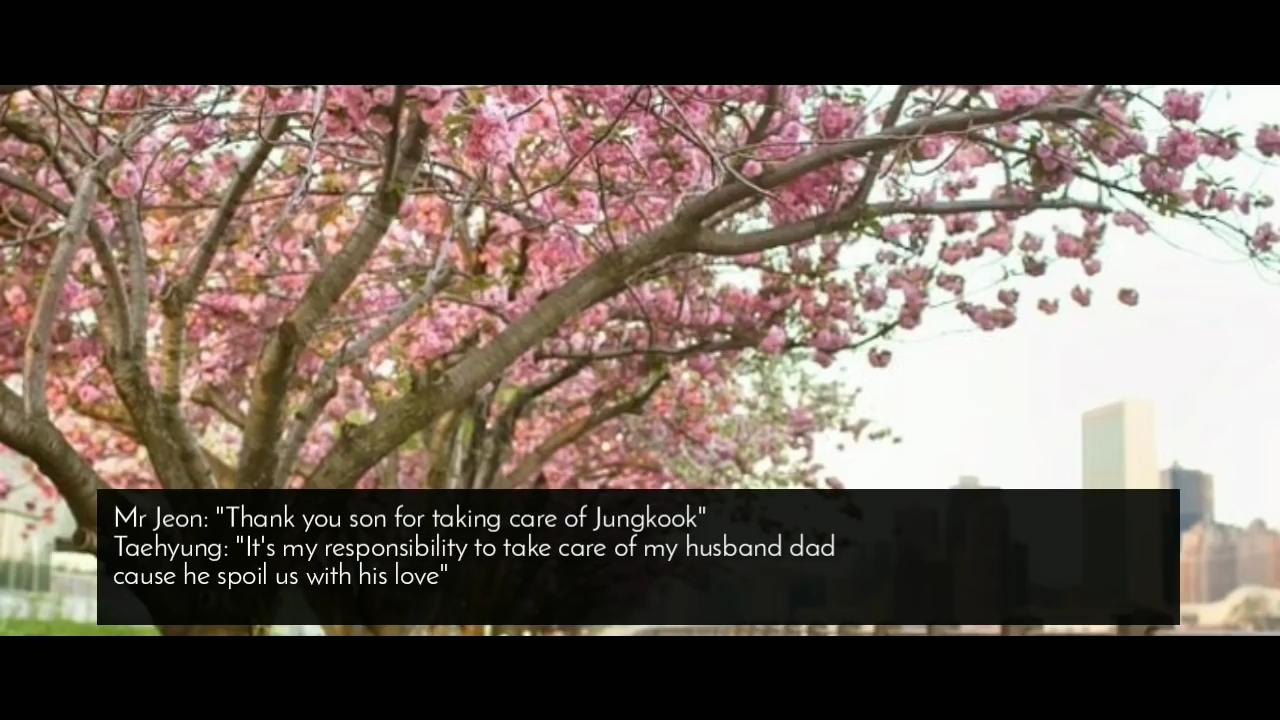 Mr Jeon: "Thank you son for taking care of Jungkook"
Taehyung: "It's my responsibility to take care of my husband dad
cause he spoil us with his love"